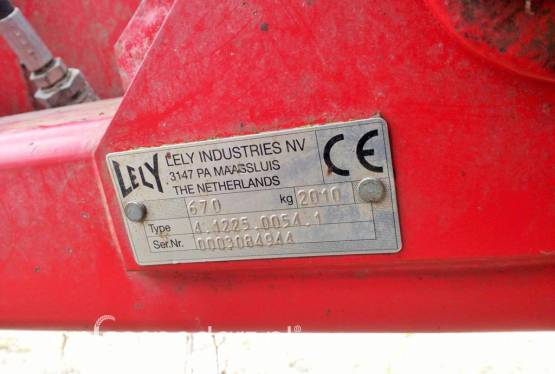 LELY LELY INDUSTRIES NV
3147 PA MAASSLUIS
THE NETHERLANDS
CE
670 kg 2010
Type 4.1225.0054.1
Ser.Nr. 0003084944